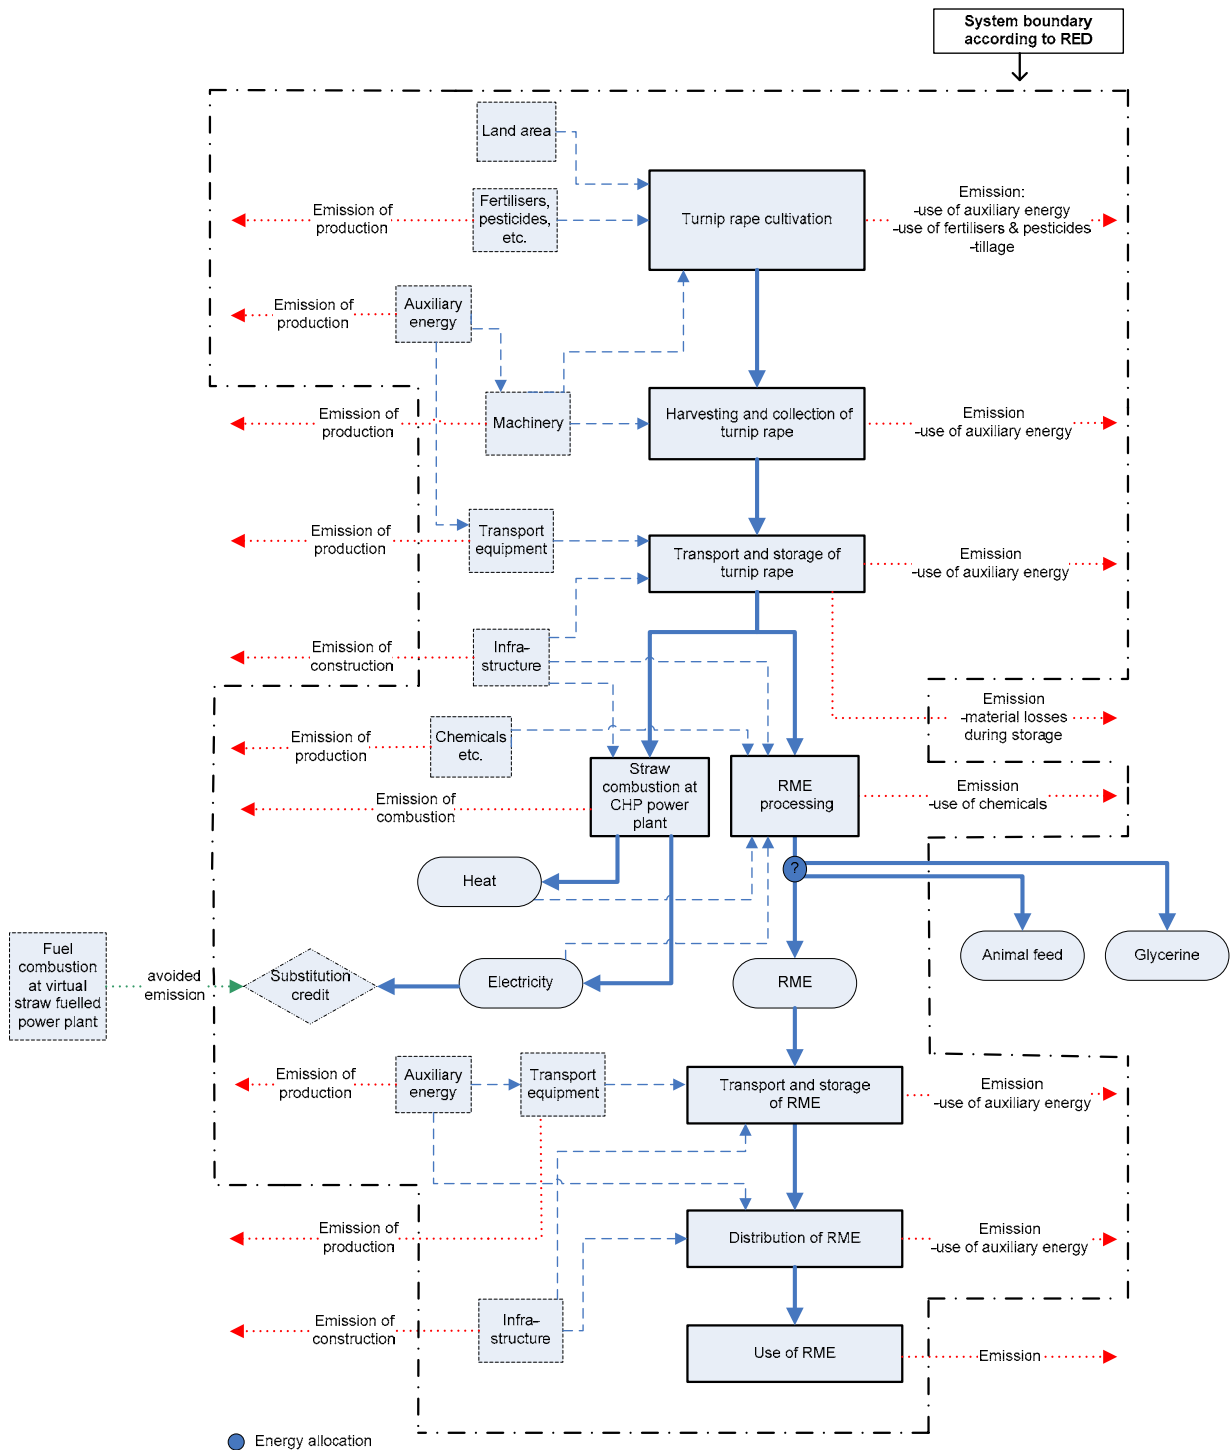 System boundary
according to RED
Land area
Fertilisers,
pesticides,
etc.
Emission of
production
Turnip rape cultivation
Emission:
-use of auxiliary energy
-use of fertilisers & pesticides
-tillage
Auxiliary
energy
Emission of
production
Machinery
Emission of
production
Harvesting and collection of
turnip rape
Emission
-use of auxiliary energy
Transport
equipment
Emission of
production
Transport and storage of
turnip rape
Emission
-use of auxiliary energy
Infra-
structure
Emission of
construction
Emission
-material losses
during storage
Chemicals
etc.
Emission of
production
Straw
combustion at
CHP power
plant
RME
processing
Emission
-use of chemicals
Emission of
combustion
Heat
?
Fuel
combustion
at virtual
straw fuelled
power plant
avoided
emission
Substitution
credit
Electricity
RME
Animal feed
Glycerine
Emission of
production
Auxiliary
energy
Transport
equipment
Transport and storage
of RME
Emission
-use of auxiliary energy
Emission of
production
Distribution of RME
Emission
-use of auxiliary energy
Emission of
construction
Infra-
structure
Use of RME
Emission
Energy allocation